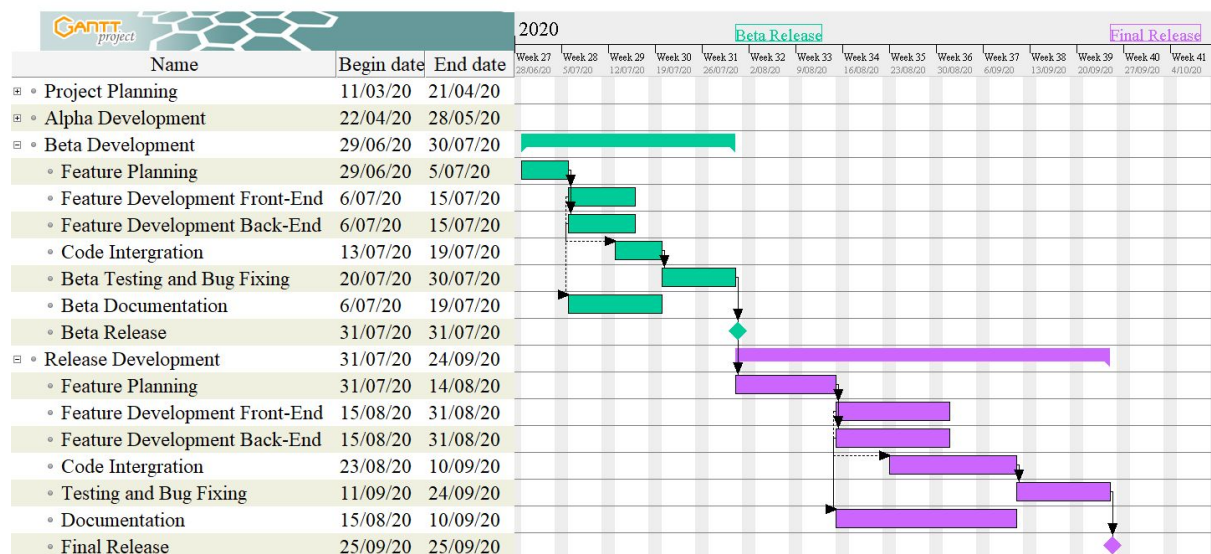 GANTT
project
2020
Beta Release
Final Release
Name Begin date End date
Week 27 Week 28 Week 29 Week 30 Week 31 Week 32 Week 33 Week 34 Week 35 Week 36 Week 37 Week 38 Week 39 Week 40 Week 41
28/06/20 5/07/20 12/07/20 19/07/20 26/07/20 2/08/20 9/08/20 16/08/20 23/08/20 30/08/20 6/09/20 13/09/20 20/09/20 27/09/20 4/10/20
Project Planning 11/03/20 21/04/20
Alpha Development 22/04/20 28/05/20
Beta Development 29/06/20 30/07/20
Feature Planning 29/06/20 5/07/20
Feature Development Front-End 6/07/20 15/07/20
Feature Development Back-End 6/07/20 15/07/20
Code Intergration 13/07/20 19/07/20
Beta Testing and Bug Fixing 20/07/20 30/07/20
Beta Documentation 6/07/20 19/07/20
Beta Release 31/07/20 31/07/20
Release Development 31/07/20 24/09/20
Feature Planning 31/07/20 14/08/20
Feature Development Front-End 15/08/20 31/08/20
Feature Development Back-End 15/08/20 31/08/20
Code Intergration 23/08/20 10/09/20
Testing and Bug Fixing 11/09/20 24/09/20
Documentation 15/08/20 10/09/20
Final Release 25/09/20 25/09/20